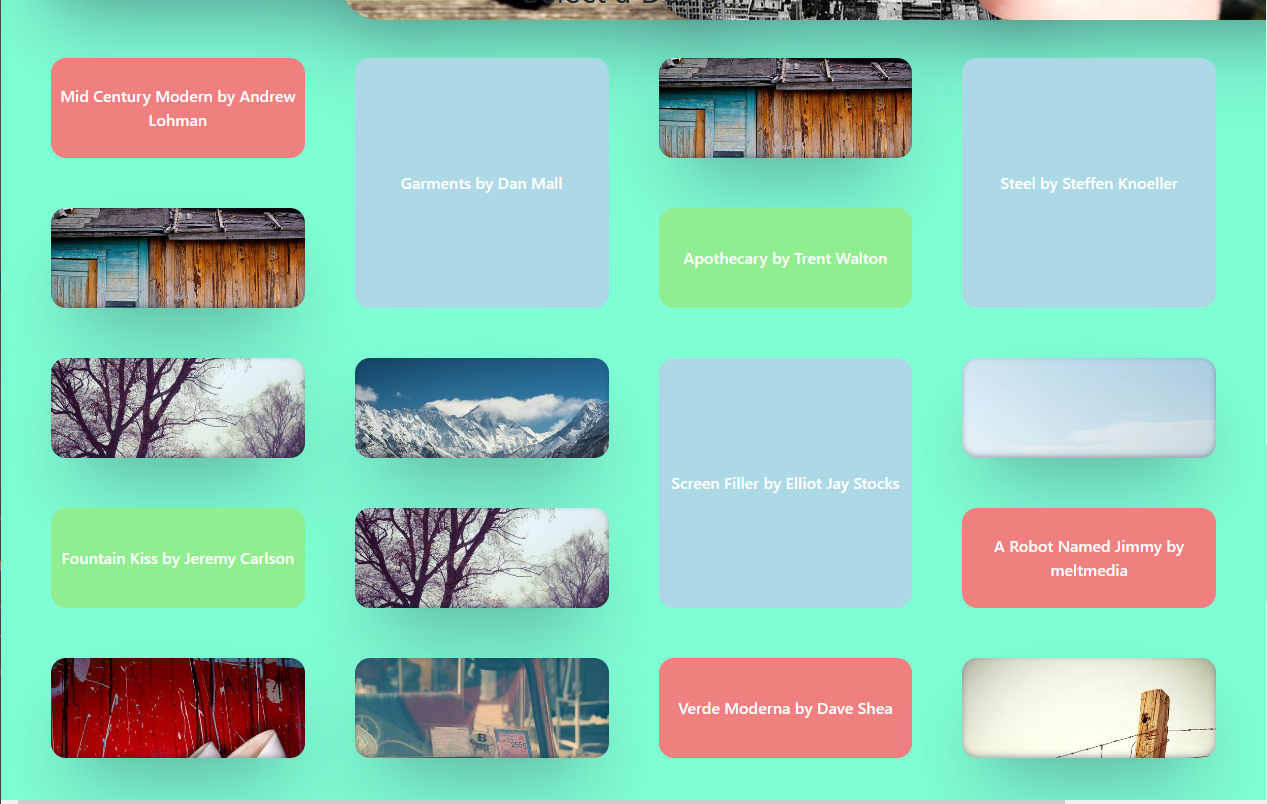 Select a D
Mid Century Modern by Andrew
Lohman
Garments by Dan Mall
Steel by Steffen Knoeller
Apothecary by Trent Walton
Screen Filler by Elliot Jay Stocks
Fountain Kiss by Jeremy Carlson
A Robot Named Jimmy by
meltmedia
Verde Moderna by Dave Shea